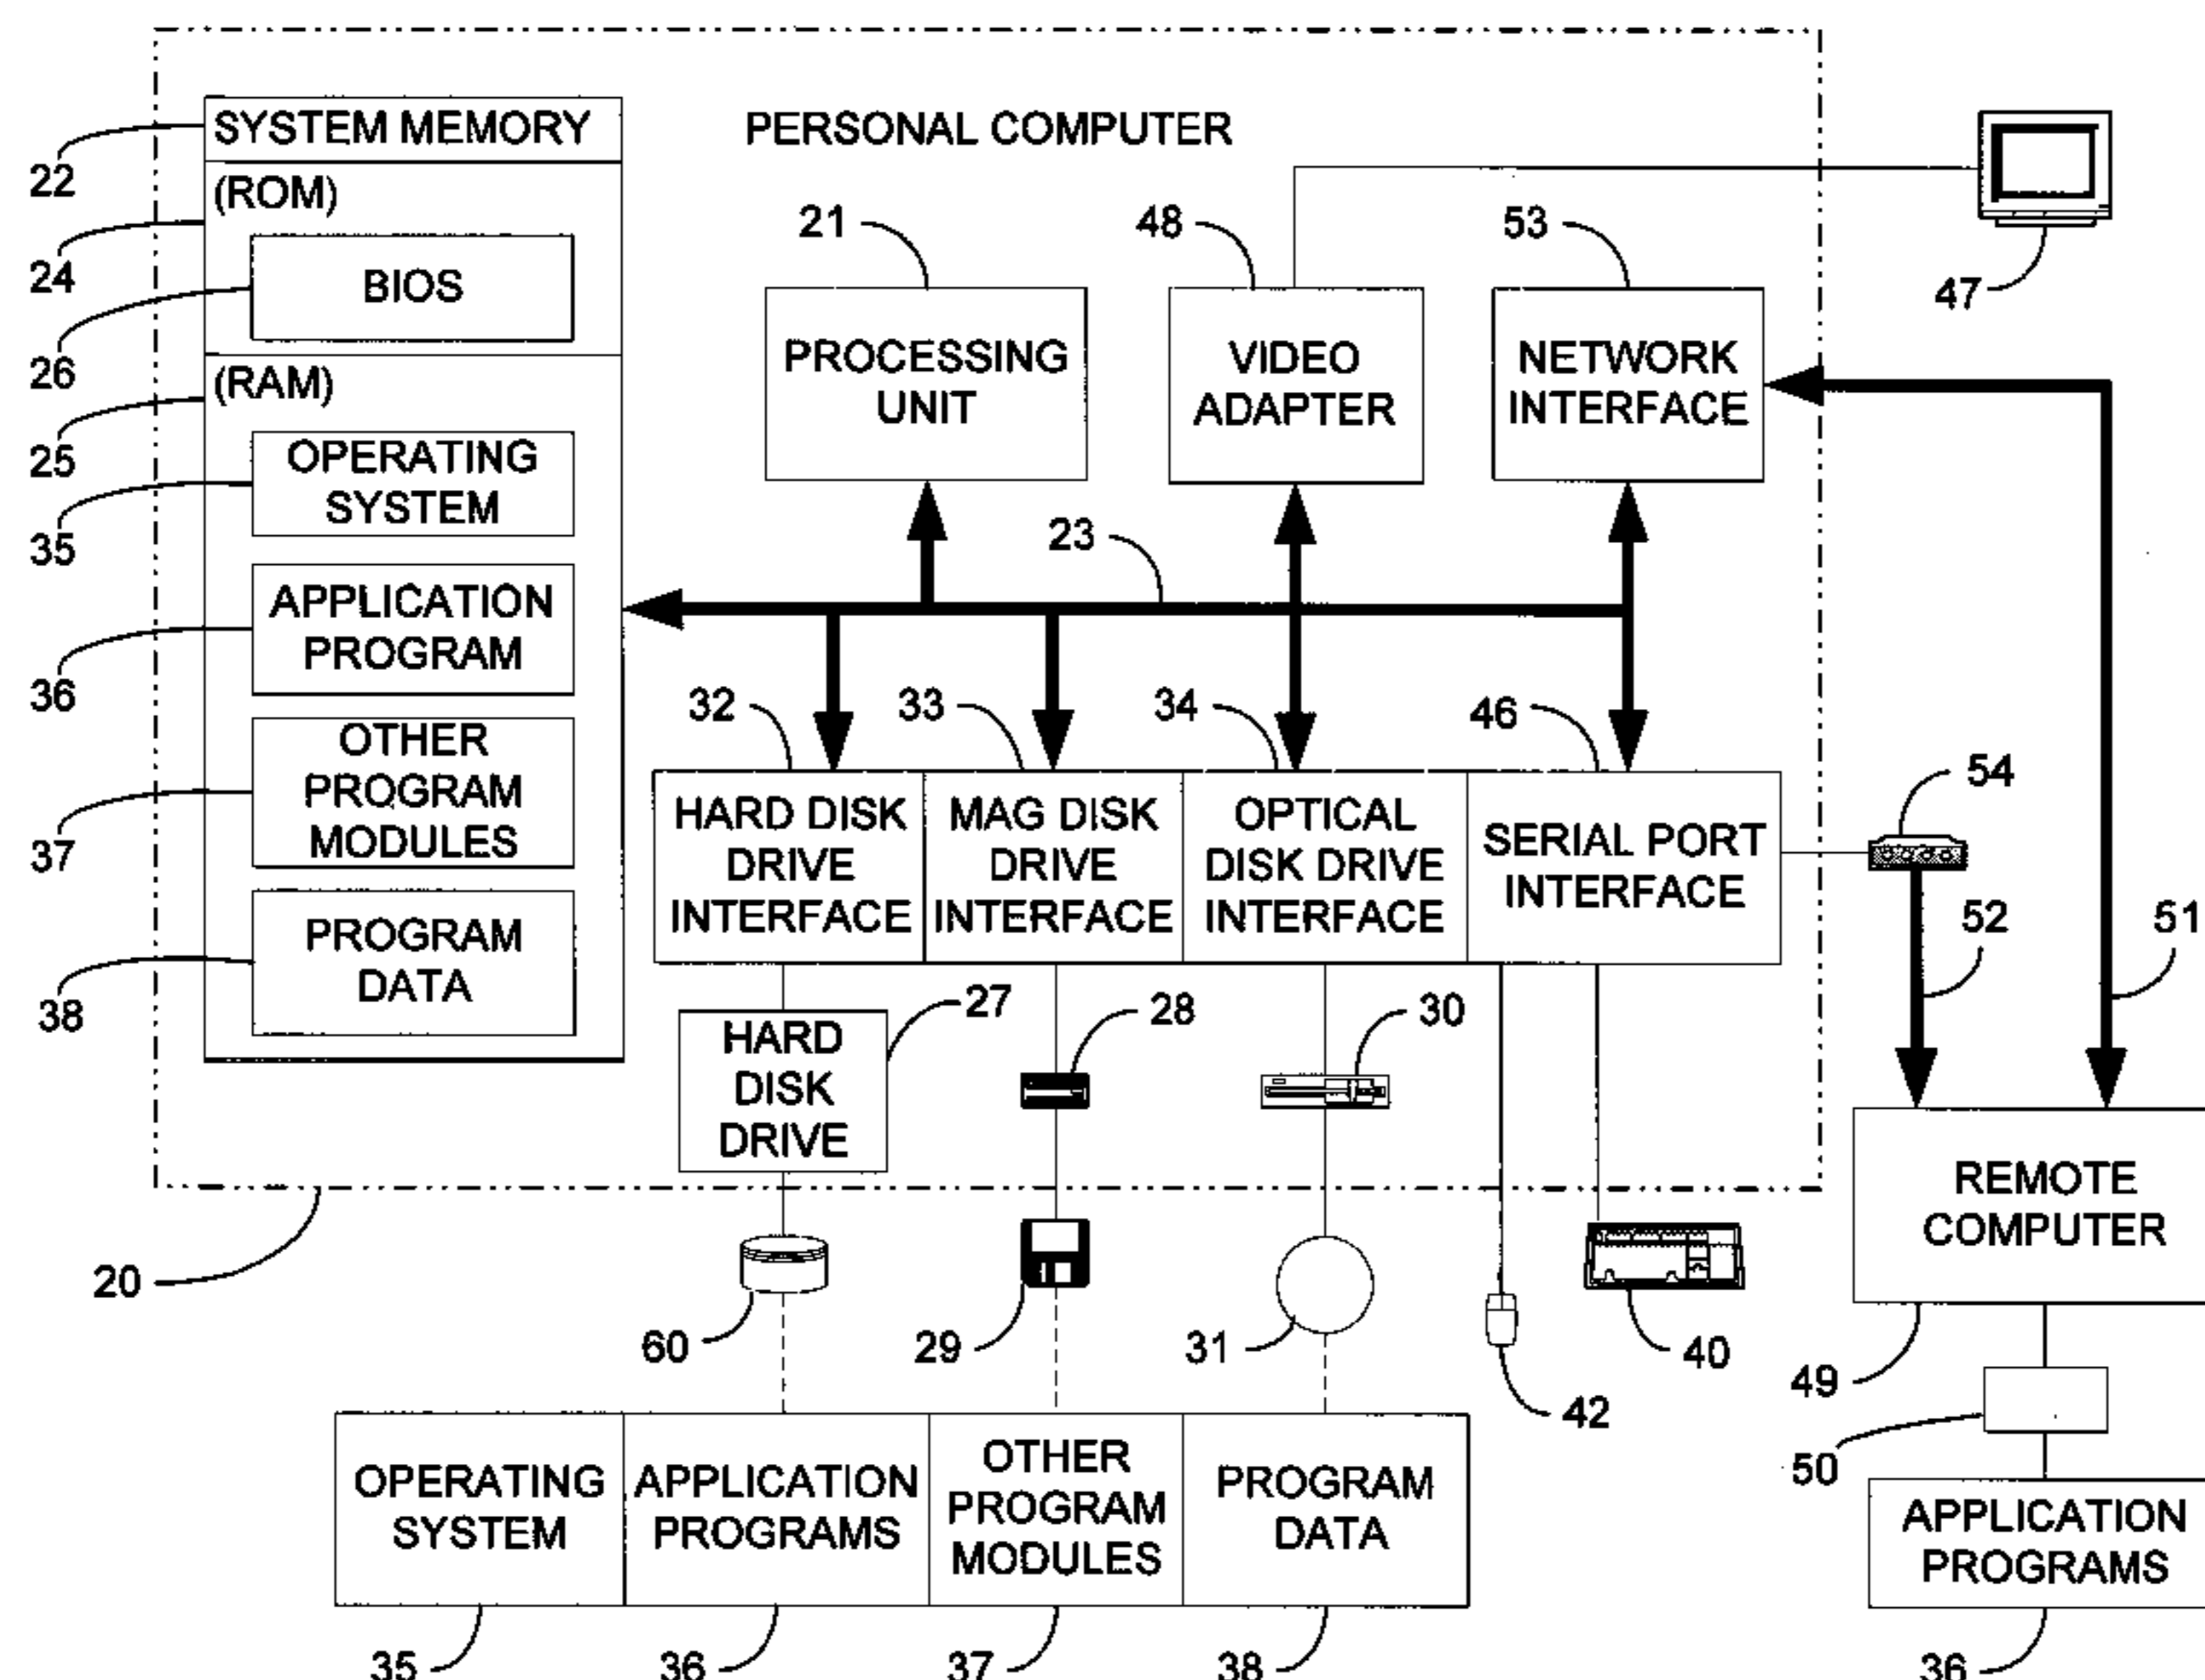 SYSTEM MEMORY
PERSONAL COMPUTER
22
(ROM)
24
BIOS
26
(RAM)
25
OPERATING
SYSTEM
35
APPLICATION
PROGRAM
36
OTHER
PROGRAM
MODULES
37
PROGRAM
DATA
38
21
48
53
47
PROCESSING
UNIT
VIDEO
ADAPTER
NETWORK
INTERFACE
23
32
33
34
46
54
HARD DISK
DRIVE
INTERFACE
MAG DISK
DRIVE
INTERFACE
OPTICAL
DISK DRIVE
INTERFACE
SERIAL PORT
INTERFACE
52
51
27
28
30
HARD
DISK
DRIVE
REMOTE
COMPUTER
20
60
29
31
40
42
49
50
OPERATING
SYSTEM
APPLICATION
PROGRAMS
OTHER
PROGRAM
MODULES
PROGRAM
DATA
APPLICATION
PROGRAMS
35
36
37
38
36